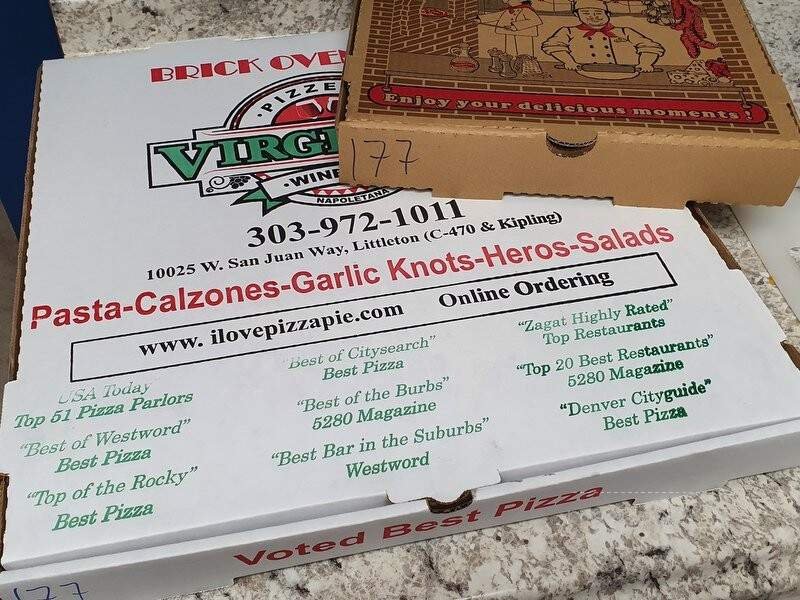 Enjoy your delicious moments!
177
BRICK OVEN
PIZZE
VIRG
WINE
NAPOLETANA
303-972-1011
10025 W. San Juan Way, Littleton (C-470 & Kipling)
Pasta-Calzones-Garlic Knots-Heros-Salads
www. ilovepizzapie.com Online Ordering
USA Today
Top 51 Pizza Parlors
"Best of Westword"
Best Pizza
"Top of the Rocky"
Best Pizza
"Best of Citysearch"
Best Pizza
"Best of the Burbs"
5280 Magazine
"Best Bar in the Suburbs"
Westword
"Zagat Highly Rated"
Top Restaurants
"Top 20 Best Restaurants"
5280 Magazine
"Denver Cityguide"
Best Pizza
Voted Best Pizza
177